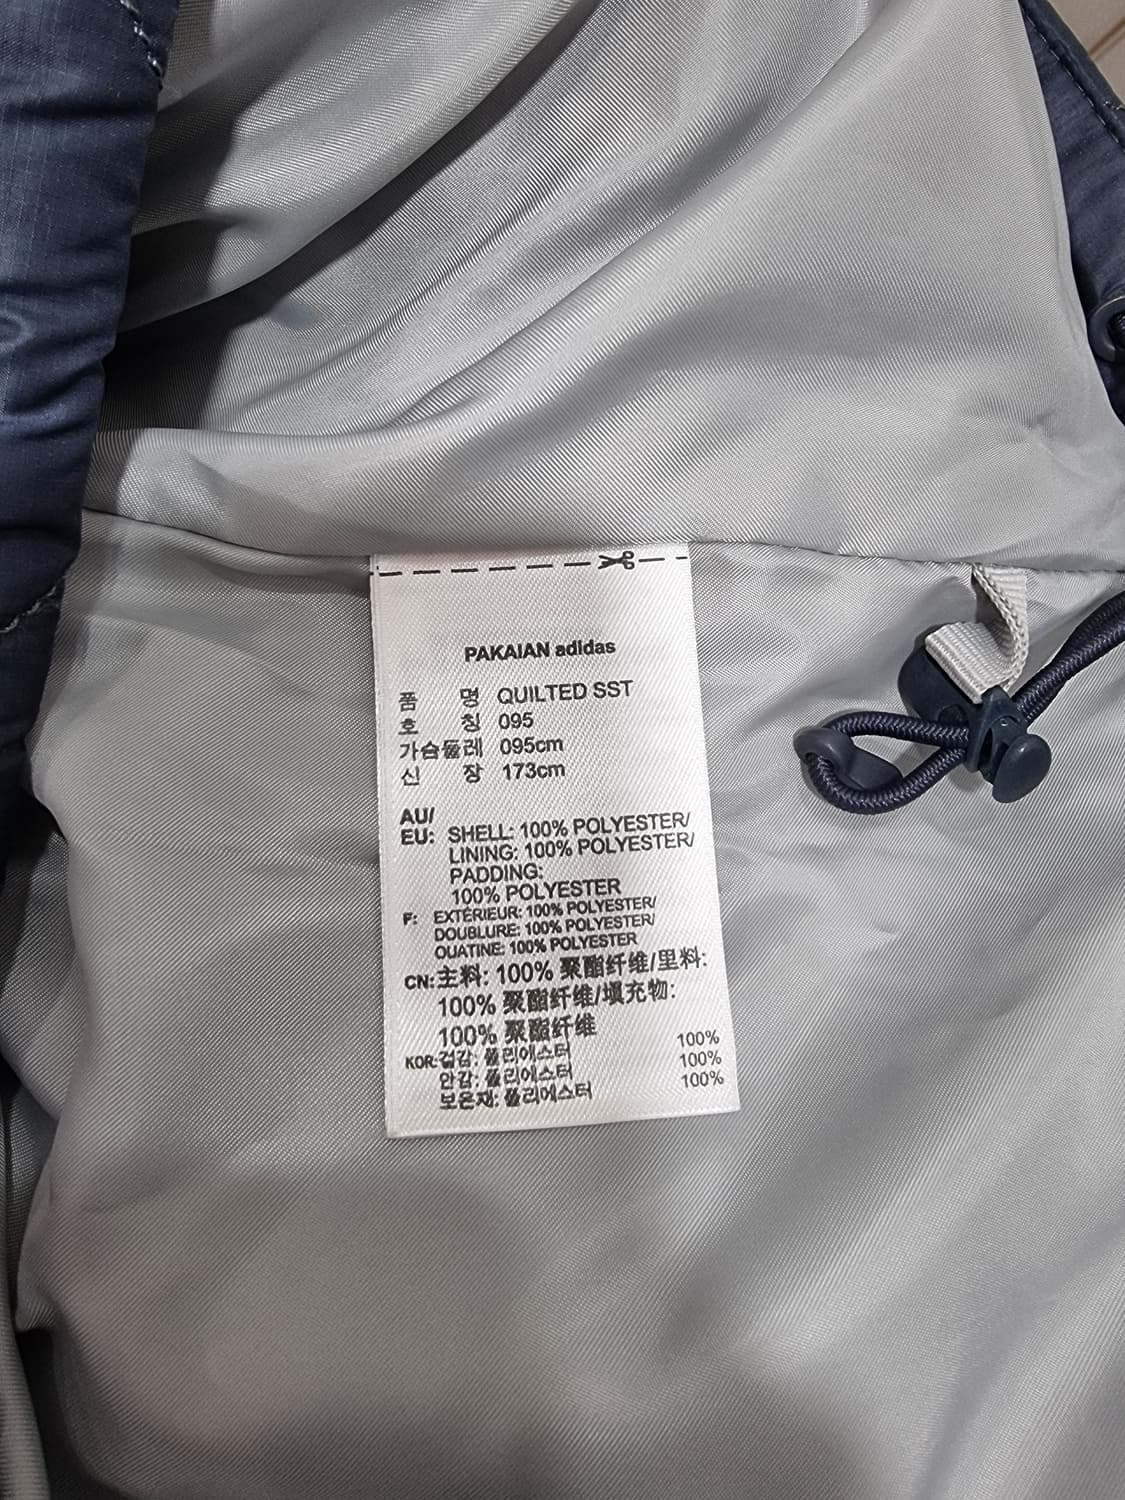 PAKAIAN adidas
품 명 QUILTED SST
호 칭 095
가슴둘레 095cm
신 장 173cm
AU/
EU: SHELL: 100% POLYESTER/
LINING: 100% POLYESTER/
PADDING:
100% POLYESTER
F: EXTÉRIEUR: 100% POLYESTER/
DOUBLURE: 100% POLYESTER/
OUATINE: 100% POLYESTER
CN:主料: 100% 聚酯纤维/里料:
100% 聚酯纤维/填充物:
100% 聚酯纤维
KOR:겉감: 폴리에스터 100%
안감: 폴리에스터 100%
보온재: 폴리에스터 100%